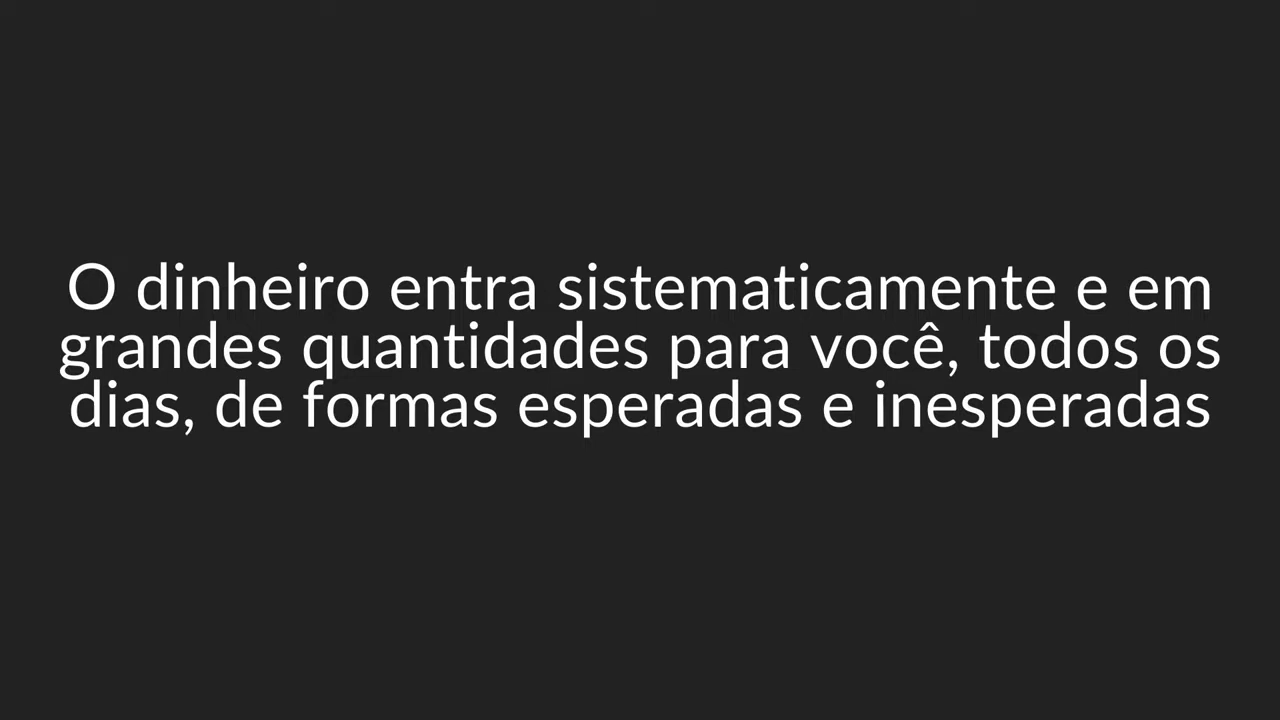 O dinheiro entra sistematicamente e em
grandes quantidades para você, todos os
dias, de formas esperadas e inesperadas